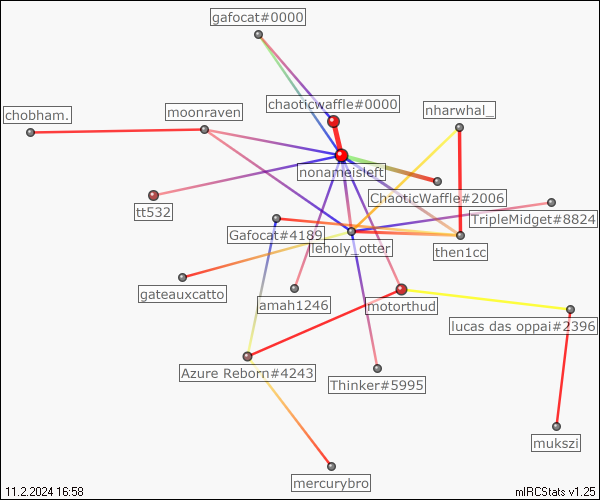 gafocat#0000
chaoticwaffle#0000
nharwhal_
chobham.
moonraven
nonameisleft
ChaoticWaffle#2006
tt532
TripleMidget#8824
Gafocat#4189
leholy_otter
then1cc
gateauxcatto
amah1246
motorthud
lucas das oppai#2396
Azure Reborn#4243
Thinker#5995
mukszi
mercurybro
11.2.2024 16:58
mIRCStats v1.25